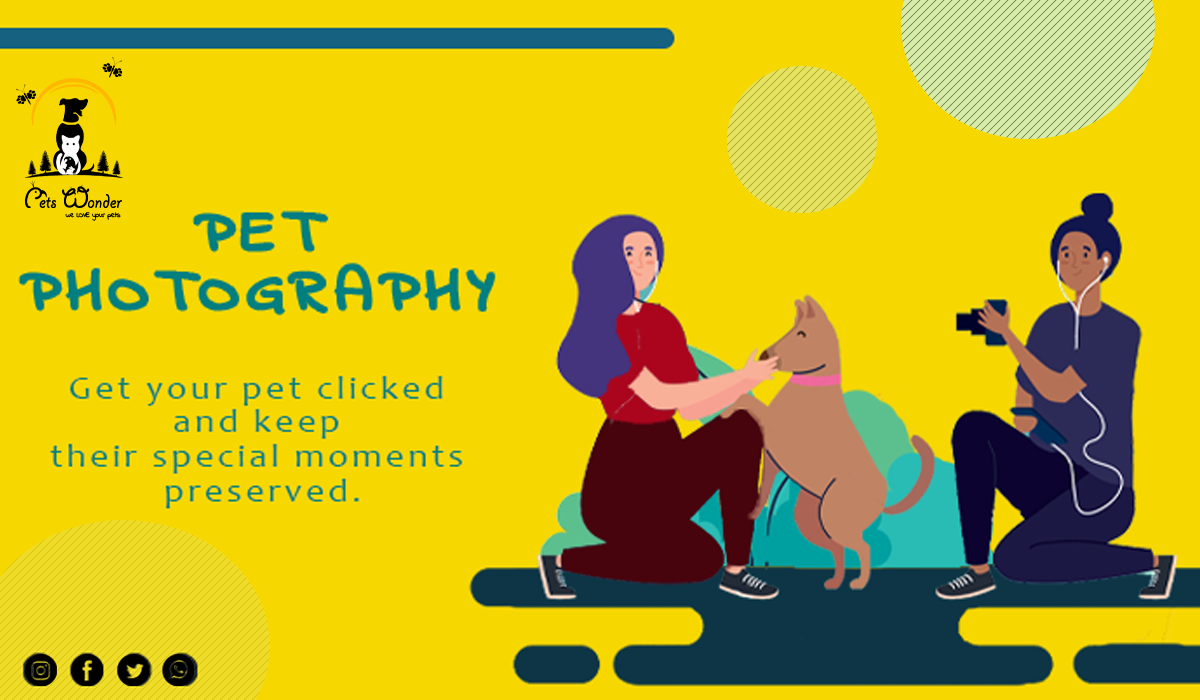 Pets Wonder
we LOVE your pets
PET
PHOTOGRAPHY
Get your pet clicked
and keep
their special moments
preserved.